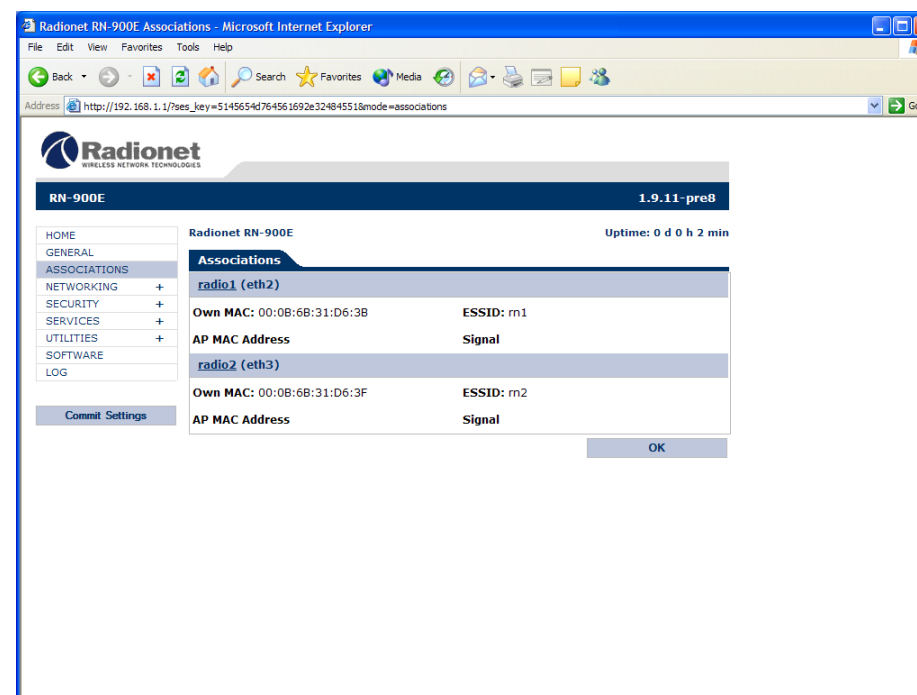 Radionet RN-900E Associations - Microsoft Internet Explorer
File Edit View Favorites Tools Help
Back Search Favorites Media
Address http://192.168.1.1/?ses_key=5145654d764561692e32484551&mode=associations
Radionet
WIRELESS NETWORK TECHNOLOGIES
RN-900E 1.9.11-pre8
HOME
GENERAL
ASSOCIATIONS
NETWORKING +
SECURITY +
SERVICES +
UTILITIES +
SOFTWARE
LOG
Commit Settings
Radionet RN-900E Uptime: 0 d 0 h 2 min
Associations
radio1 (eth2)
Own MAC: 00:0B:6B:31:D6:3B ESSID: rn1
AP MAC Address Signal
radio2 (eth3)
Own MAC: 00:0B:6B:31:D6:3F ESSID: rn2
AP MAC Address Signal
OK